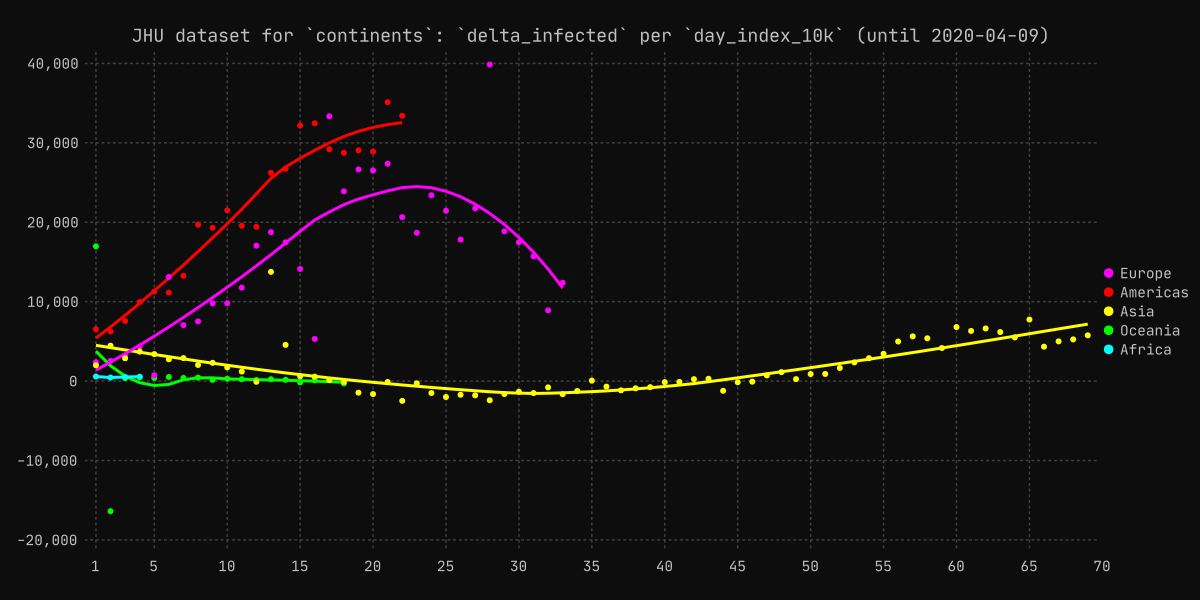 JHU dataset for `continents`: `delta_infected` per `day_index_10k` (until 2020-04-09)
40,000
30,000
20,000
10,000
0
-10,000
-20,000
1 5 10 15 20 25 30 35 40 45 50 55 60 65 70
Europe
Americas
Asia
Oceania
Africa